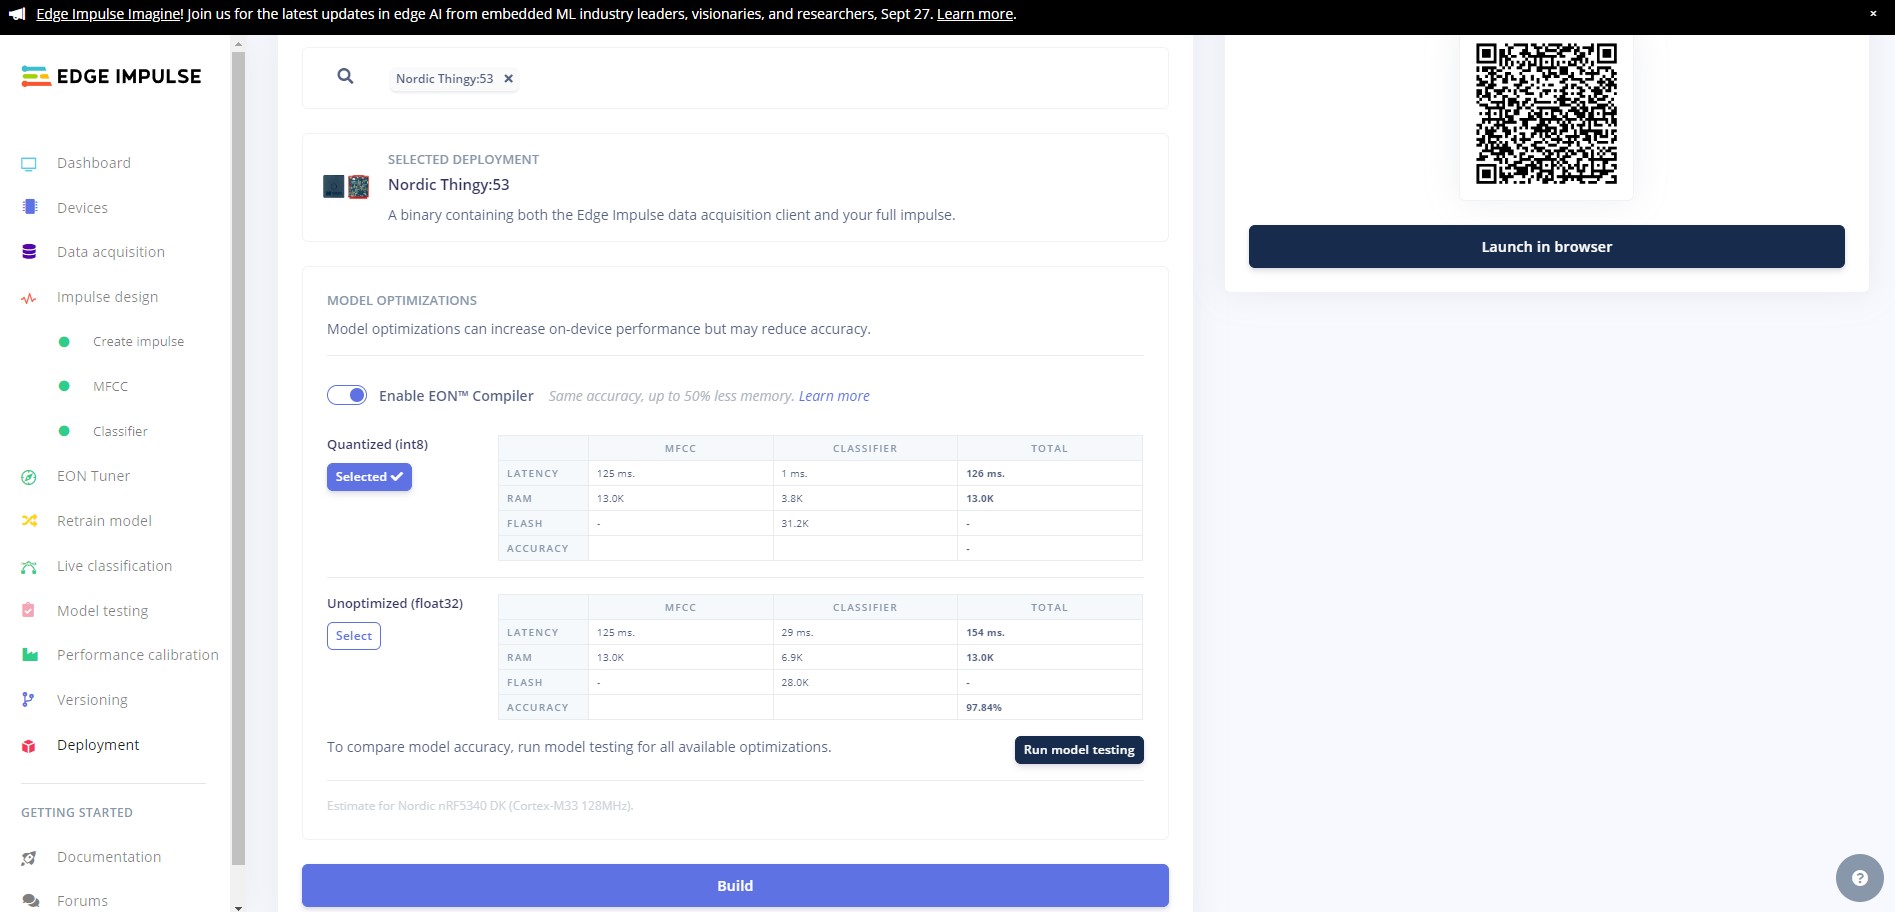 Edge Impulse Imagine! Join us for the latest updates in edge AI from embedded ML industry leaders, visionaries, and researchers, Sept 27. Learn more.
×
EDGE IMPULSE
Dashboard
Devices
Data acquisition
Impulse design
Create impulse
MFCC
Classifier
EON Tuner
Retrain model
Live classification
Model testing
Performance calibration
Versioning
Deployment
GETTING STARTED
Documentation
Forums
Nordic Thingy:53 ×
SELECTED DEPLOYMENT
Nordic Thingy:53
A binary containing both the Edge Impulse data acquisition client and your full impulse.
MODEL OPTIMIZATIONS
Model optimizations can increase on-device performance but may reduce accuracy.
Enable EON™ Compiler Same accuracy, up to 50% less memory. Learn more
Quantized (int8)
Selected ✓
MFCC CLASSIFIER TOTAL
LATENCY 125 ms. 1 ms. 126 ms.
RAM 13.0K 3.8K 13.0K
FLASH - 31.2K -
ACCURACY -
Unoptimized (float32)
Select
MFCC CLASSIFIER TOTAL
LATENCY 125 ms. 29 ms. 154 ms.
RAM 13.0K 6.9K 13.0K
FLASH - 28.0K -
ACCURACY 97.84%
To compare model accuracy, run model testing for all available optimizations.
Run model testing
Estimate for Nordic nRF5340 DK (Cortex-M33 128MHz).
Build
Launch in browser
?